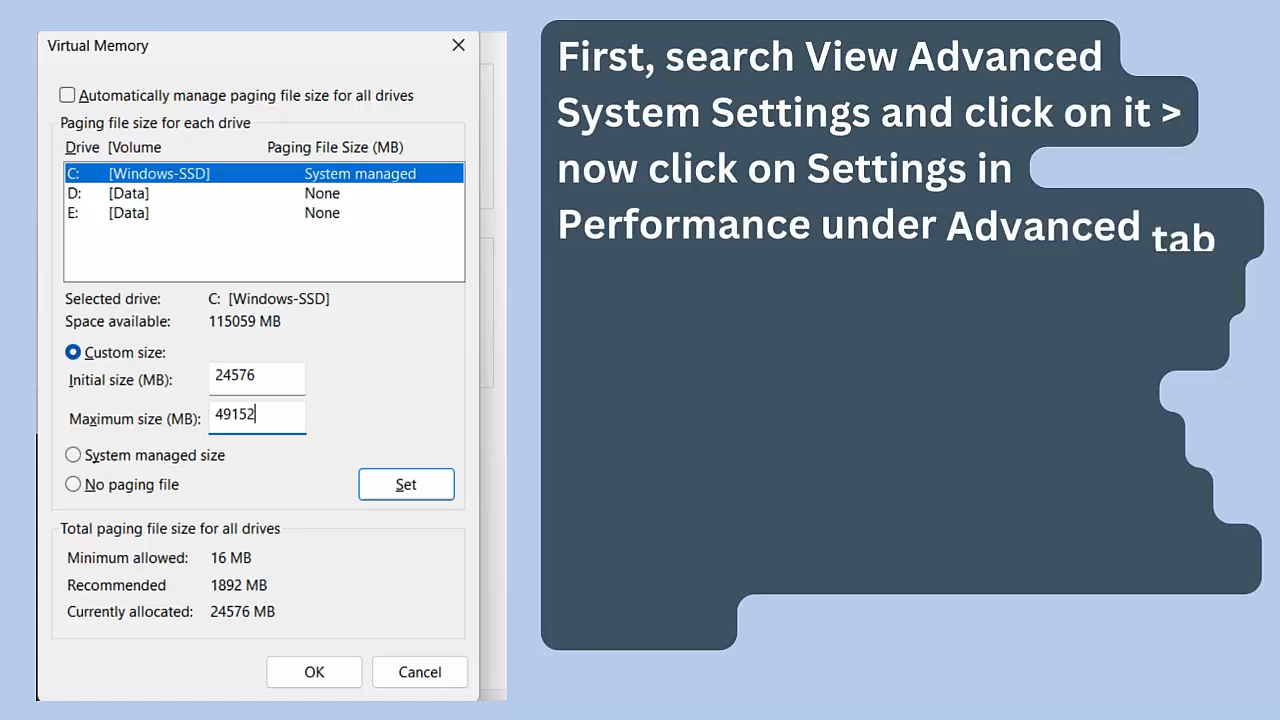 Virtual Memory
Automatically manage paging file size for all drives
Paging file size for each drive
Drive [Volume Paging File Size (MB)
C: [Windows-SSD] System managed
D: [Data] None
E: [Data] None
Selected drive: C: [Windows-SSD]
Space available: 115059 MB
Custom size:
Initial size (MB): 24576
Maximum size (MB): 49152
System managed size
No paging file
Set
Total paging file size for all drives
Minimum allowed: 16 MB
Recommended 1892 MB
Currently allocated: 24576 MB
OK Cancel
First, search View Advanced
System Settings and click on it >
now click on Settings in
Performance under Advanced tab